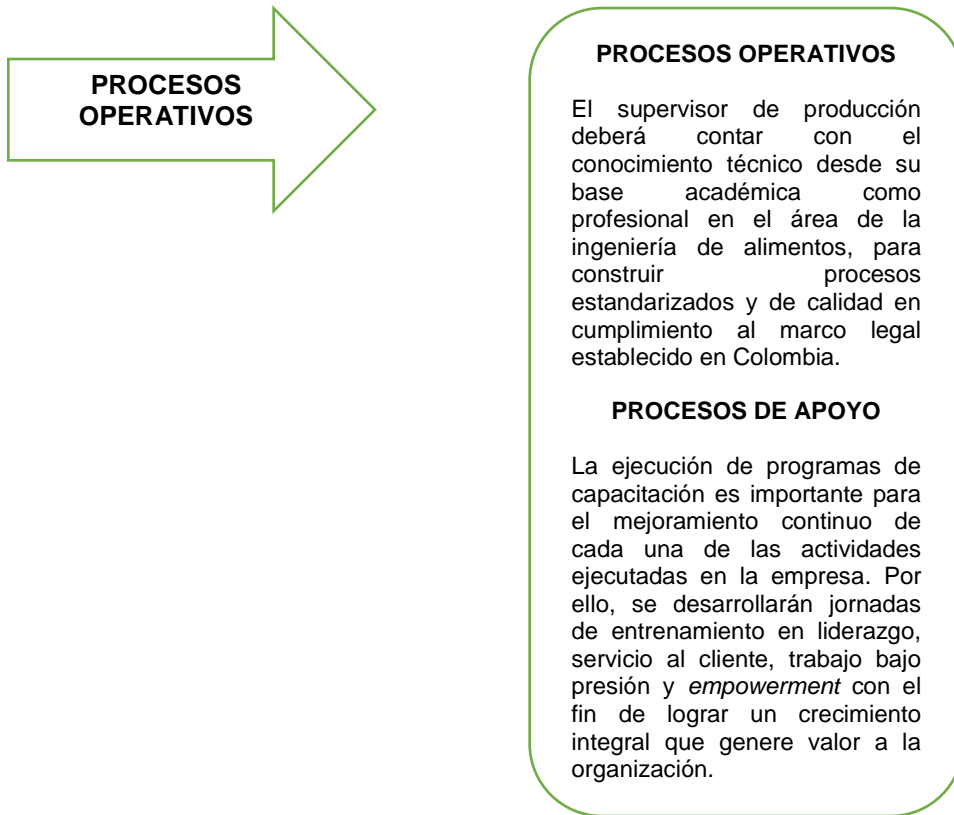 PROCESOS
OPERATIVOS
PROCESOS OPERATIVOS
El supervisor de producción
deberá contar con el
conocimiento técnico desde su
base académica como
profesional en el área de la
ingeniería de alimentos, para
construir procesos
estandarizados y de calidad en
cumplimiento al marco legal
establecido en Colombia.
PROCESOS DE APOYO
La ejecución de programas de
capacitación es importante para
el mejoramiento continuo de
cada una de las actividades
ejecutadas en la empresa. Por
ello, se desarrollarán jornadas
de entrenamiento en liderazgo,
servicio al cliente, trabajo bajo
presión y empowerment con el
fin de lograr un crecimiento
integral que genere valor a la
organización.